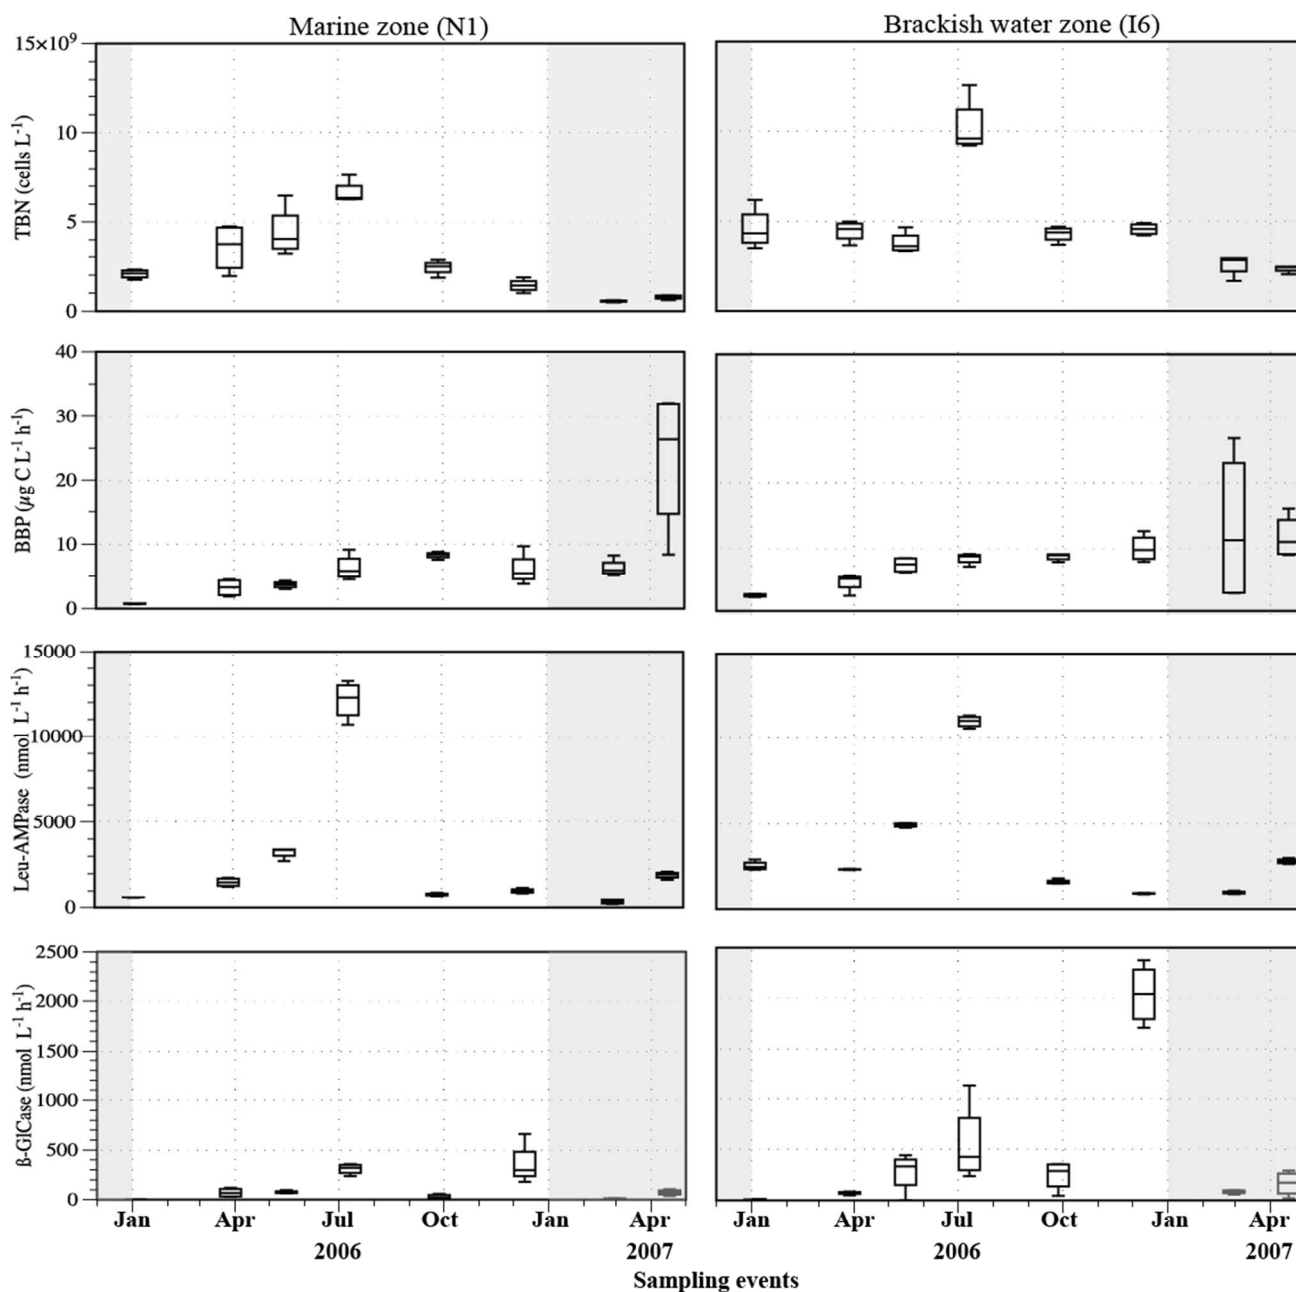 Marine zone (N1)
Brackish water zone (I6)
15×10⁹
10
5
0
TBN (cells L⁻¹)
40
30
20
10
0
BBP (µg C L⁻¹ h⁻¹)
15000
10000
5000
0
Leu-AMPase (nmol L⁻¹ h⁻¹)
2500
2000
1500
1000
500
0
β-GlCase (nmol L⁻¹ h⁻¹)
Jan Apr Jul Oct Jan Apr
2006 2007
Jan Apr Jul Oct Jan Apr
2006 2007
Sampling events